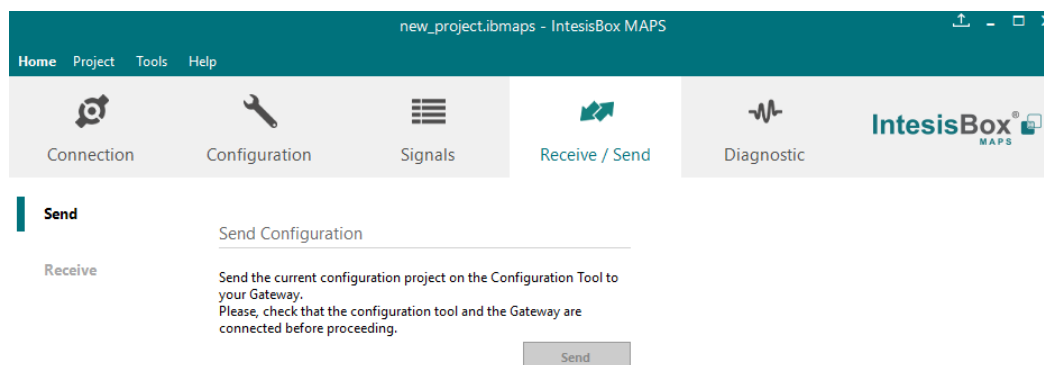 new_project.ibmaps - IntesisBox MAPS
Home Project Tools Help
Connection Configuration Signals Receive / Send Diagnostic
IntesisBox®
MAPS
Send
Send Configuration
Receive
Send the current configuration project on the Configuration Tool to
your Gateway.
Please, check that the configuration tool and the Gateway are
connected before proceeding.
Send